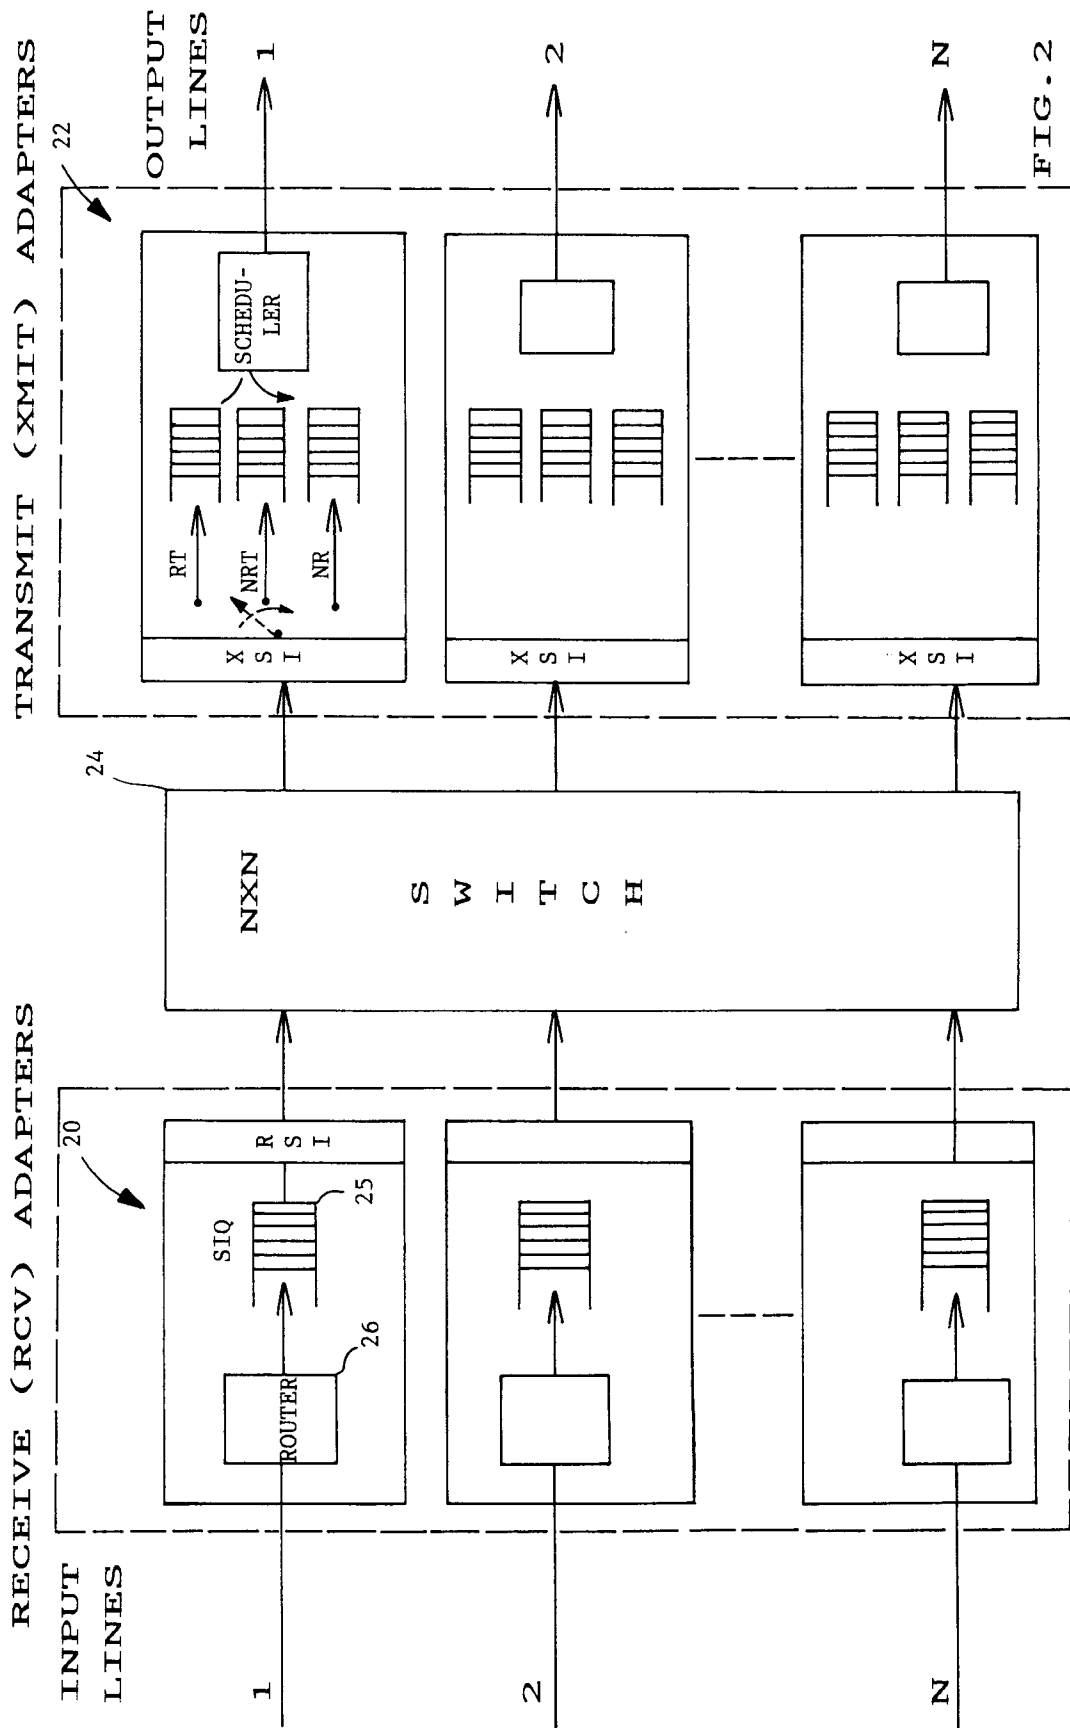 RECEIVE (RCV) ADAPTERS
TRANSMIT (XMIT) ADAPTERS
INPUT
LINES
20
22
24
OUTPUT
LINES
1
ROUTER
26
SIQ
25
R
S
I
NXN
S W I T C H
X
S
I
RT
NRT
NR
SCHEDU-
LER
1
2
X
S
I
2
N
X
S
I
N
FIG. 2